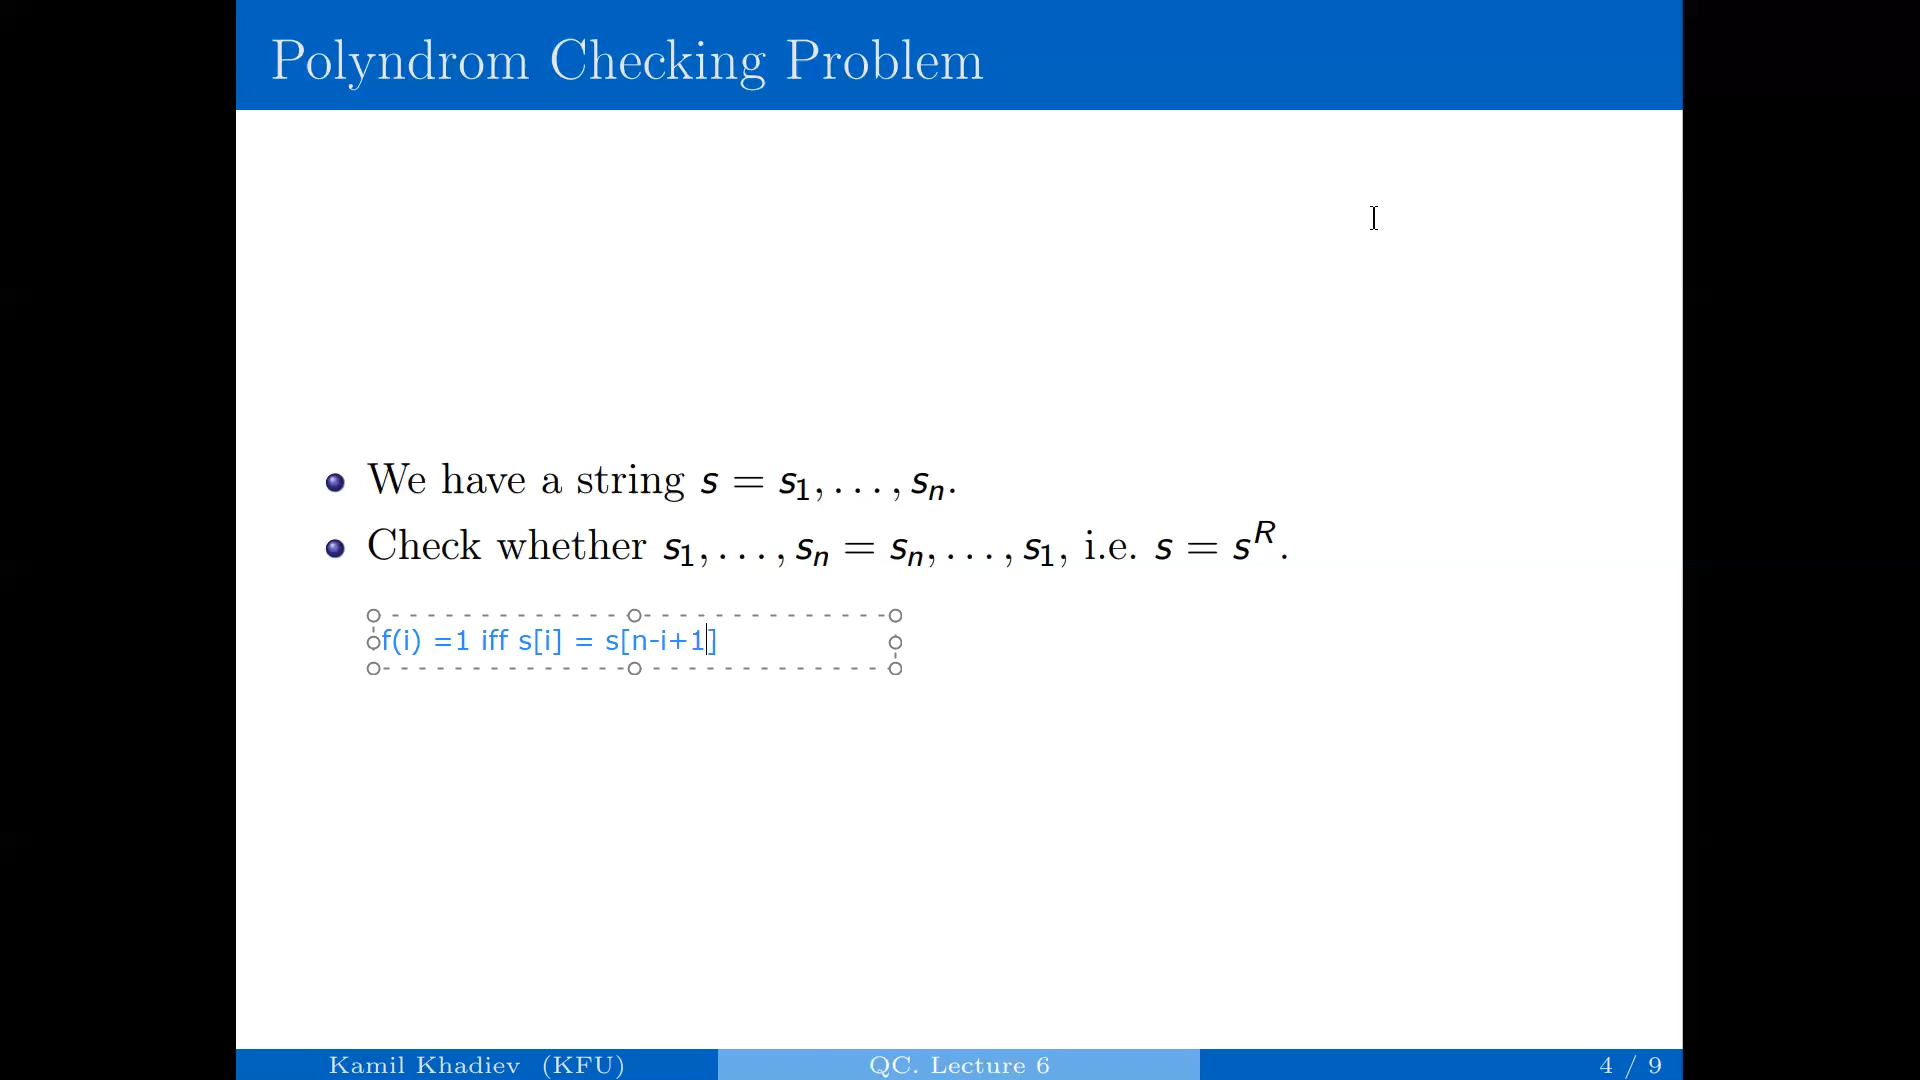 Polyndrom Checking Problem
We have a string s = s₁, . . . , sₙ.
Check whether s₁, . . . , sₙ = sₙ, . . . , s₁, i.e. s = sᴿ.
f(i) =1 iff s[i] = s[n-i+1]
Kamil Khadiev (KFU) QC. Lecture 6 4 / 9